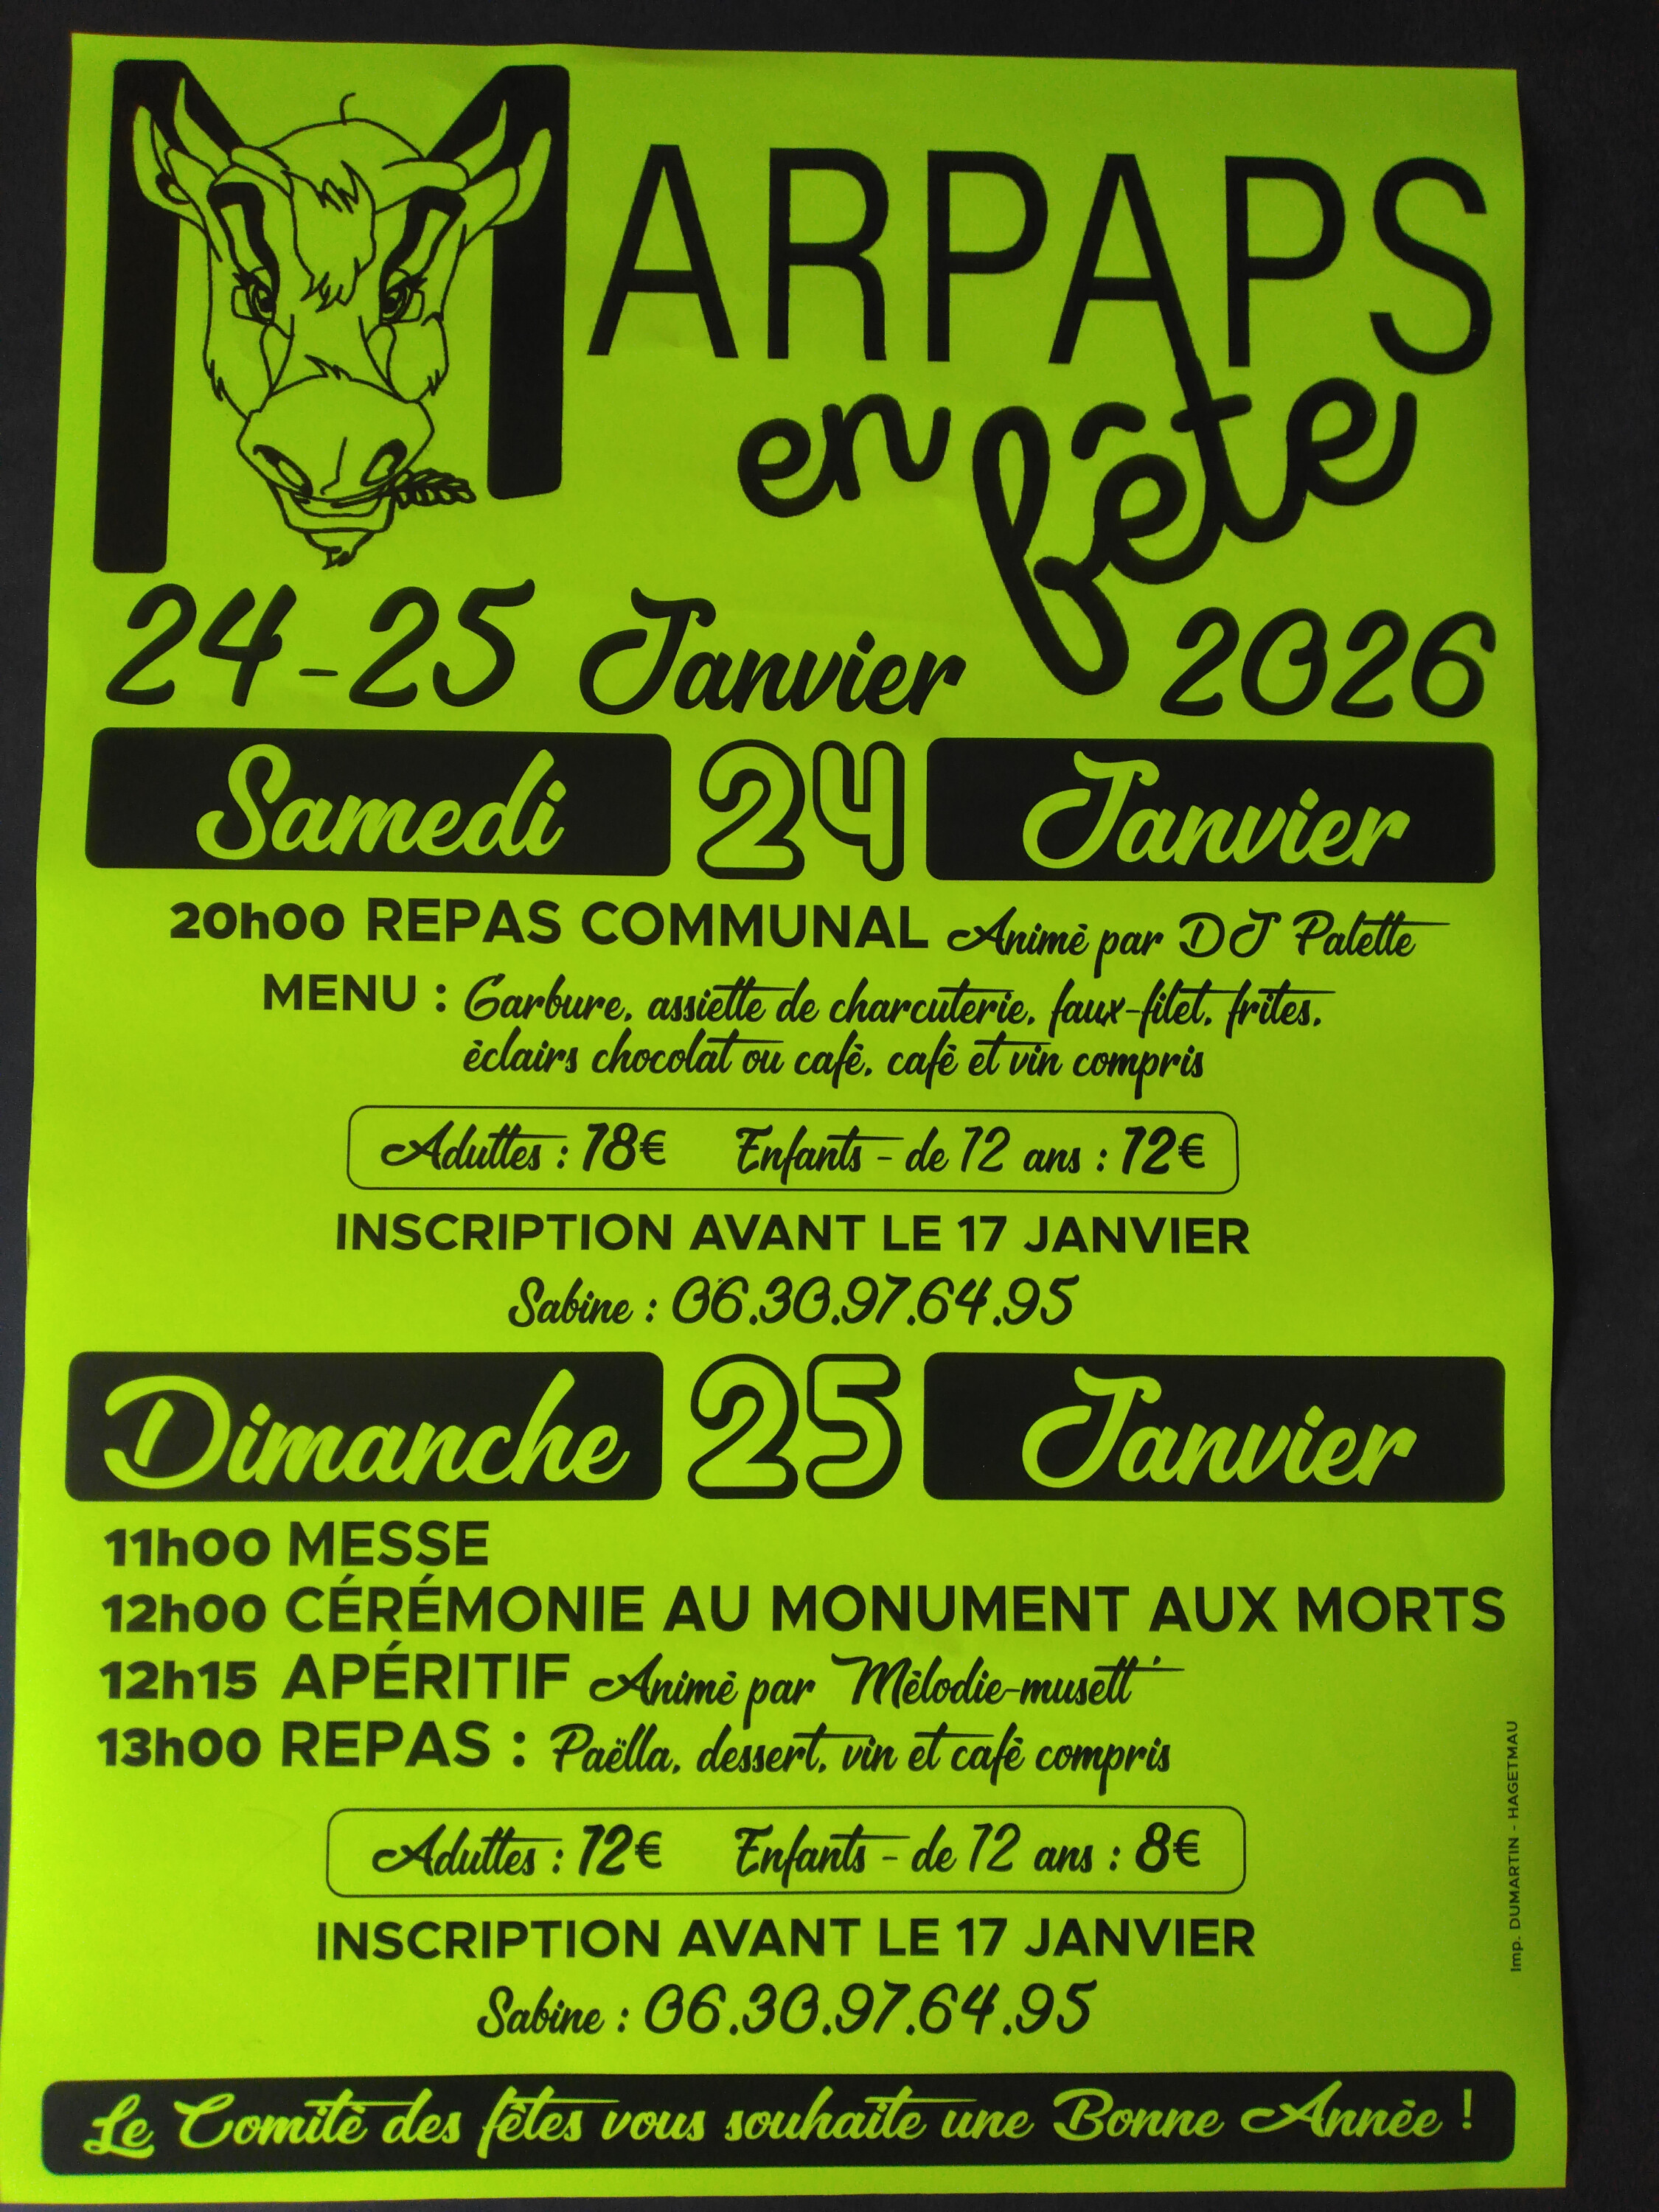 MARPAPS
en fête
24-25 Janvier 2026
Samedi 24 Janvier
20h00 REPAS COMMUNAL Animé par DJ Palette
MENU : Garbure, assiette de charcuterie, faux-filet, frites,
éclairs chocolat ou café, café et vin compris
Adultes : 18€ Enfants - de 12 ans : 12€
INSCRIPTION AVANT LE 17 JANVIER
Sabine : 06.30.97.64.95
Dimanche 25 Janvier
11h00 MESSE
12h00 CÉRÉMONIE AU MONUMENT AUX MORTS
12h15 APÉRITIF Animé par Mélodie-musett'
13h00 REPAS : Paëlla, dessert, vin et café compris
Adultes : 12€ Enfants - de 12 ans : 8€
INSCRIPTION AVANT LE 17 JANVIER
Sabine : 06.30.97.64.95
Le Comité des fêtes vous souhaite une Bonne Année !
Imp. DUMARTIN - HAGETMAU